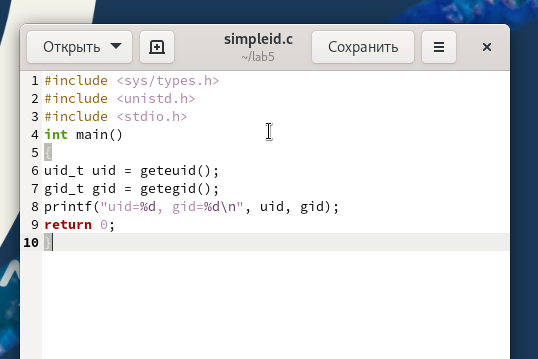 Открыть
simpleid.c
~/lab5
Сохранить
1 #include <sys/types.h>
2 #include <unistd.h>
3 #include <stdio.h>
4 int main()
5 {
6 uid_t uid = geteuid();
7 gid_t gid = getegid();
8 printf("uid=%d, gid=%d\n", uid, gid);
9 return 0;
10 }